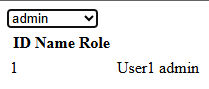 admin
ID Name Role
1 User1 admin